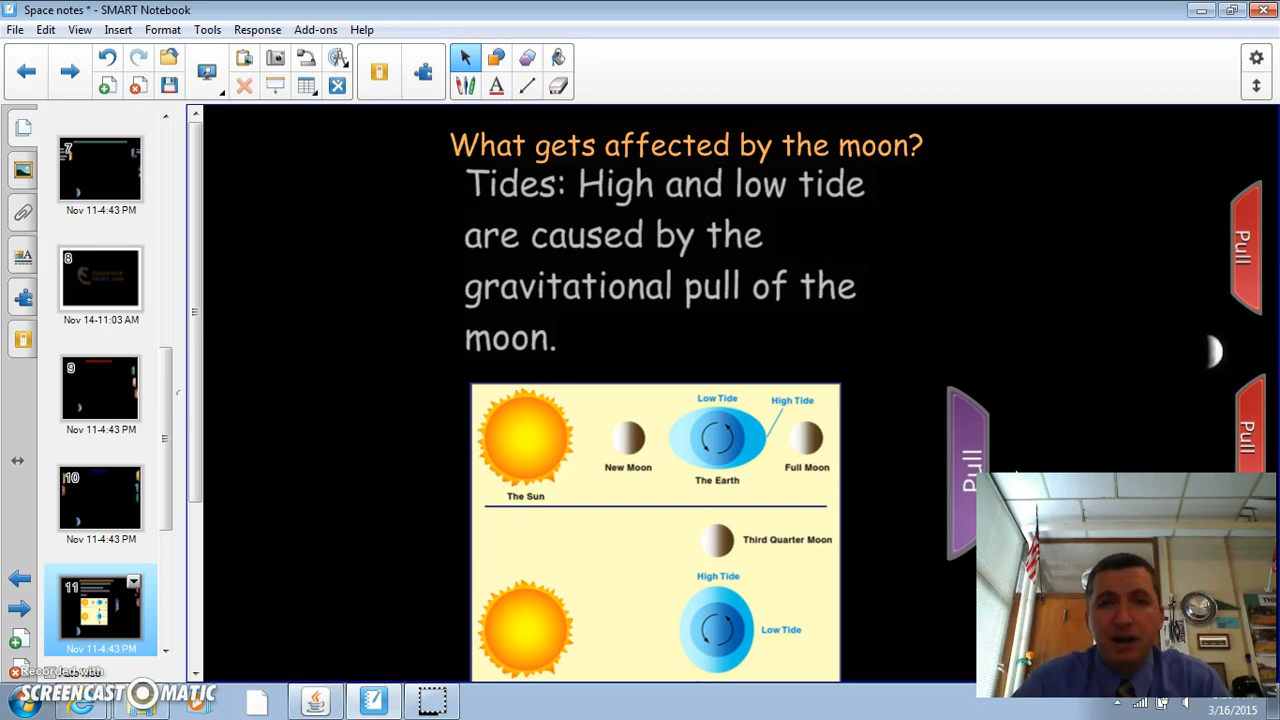 Space notes * - SMART Notebook
File Edit View Insert Format Tools Response Add-ons Help
What gets affected by the moon?
Tides: High and low tide
are caused by the
gravitational pull of the
moon.
Pull
Pull
Pull
7
Nov 11-4:43 PM
8
Nov 14-11:03 AM
9
Nov 11-4:43 PM
10
Nov 11-4:43 PM
11
Nov 11-4:43 PM
Low Tide
High Tide
New Moon
Full Moon
The Earth
The Sun
Third Quarter Moon
High Tide
Low Tide
Recorded with
SCREENCAST MATIC
3/16/2015